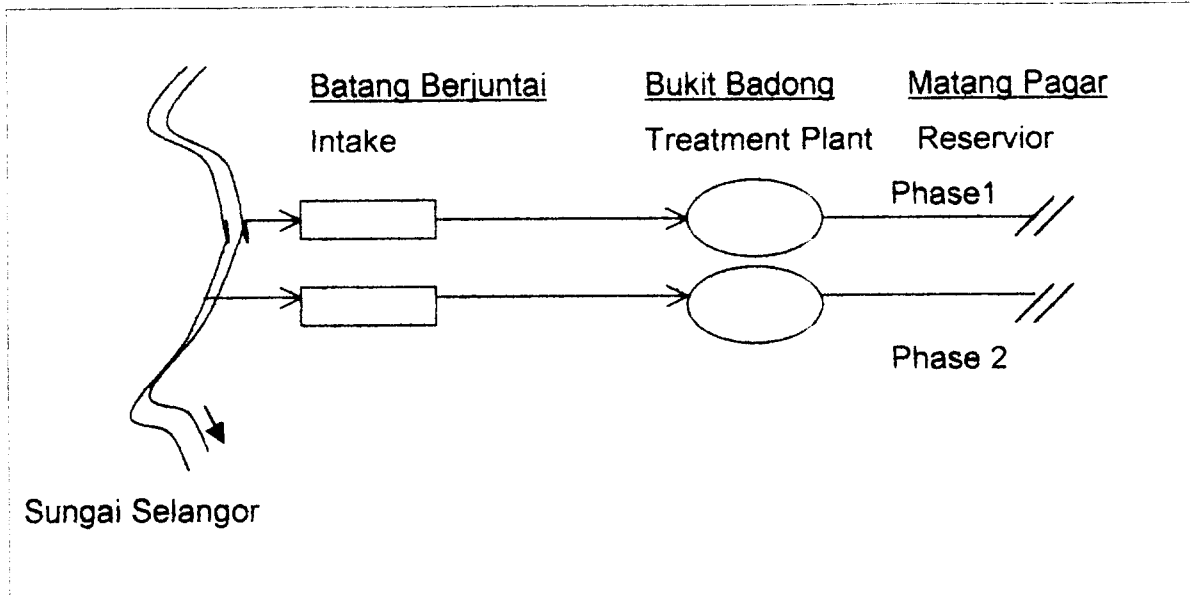 Batang Berjuntai Bukit Badong Matang Pagar
Intake Treatment Plant Reservior
Phase1
Phase 2
Sungai Selangor